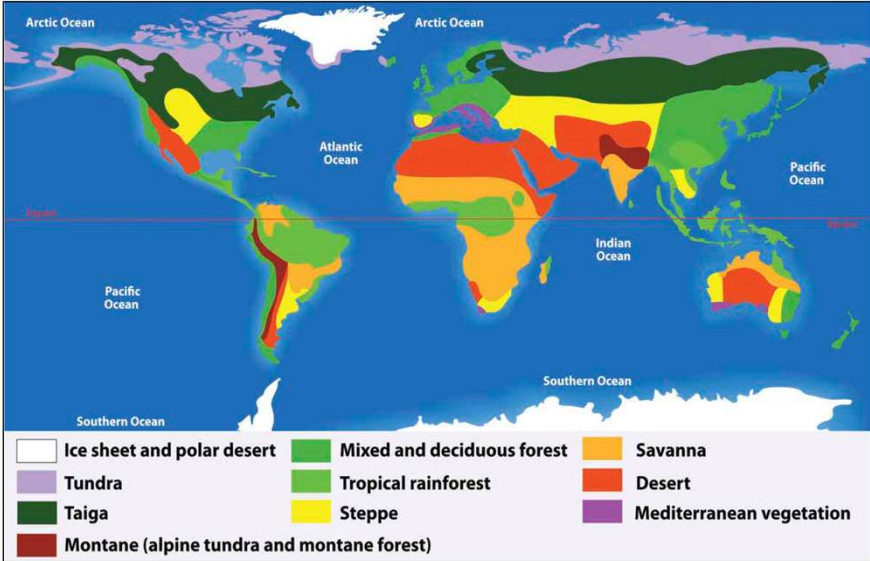 Arctic Ocean
Arctic Ocean
Atlantic
Ocean
Pacific
Ocean
Indian
Ocean
Pacific
Ocean
Southern Ocean
Southern Ocean
Ice sheet and polar desert
Mixed and deciduous forest
Savanna
Tundra
Tropical rainforest
Desert
Taiga
Steppe
Mediterranean vegetation
Montane (alpine tundra and montane forest)